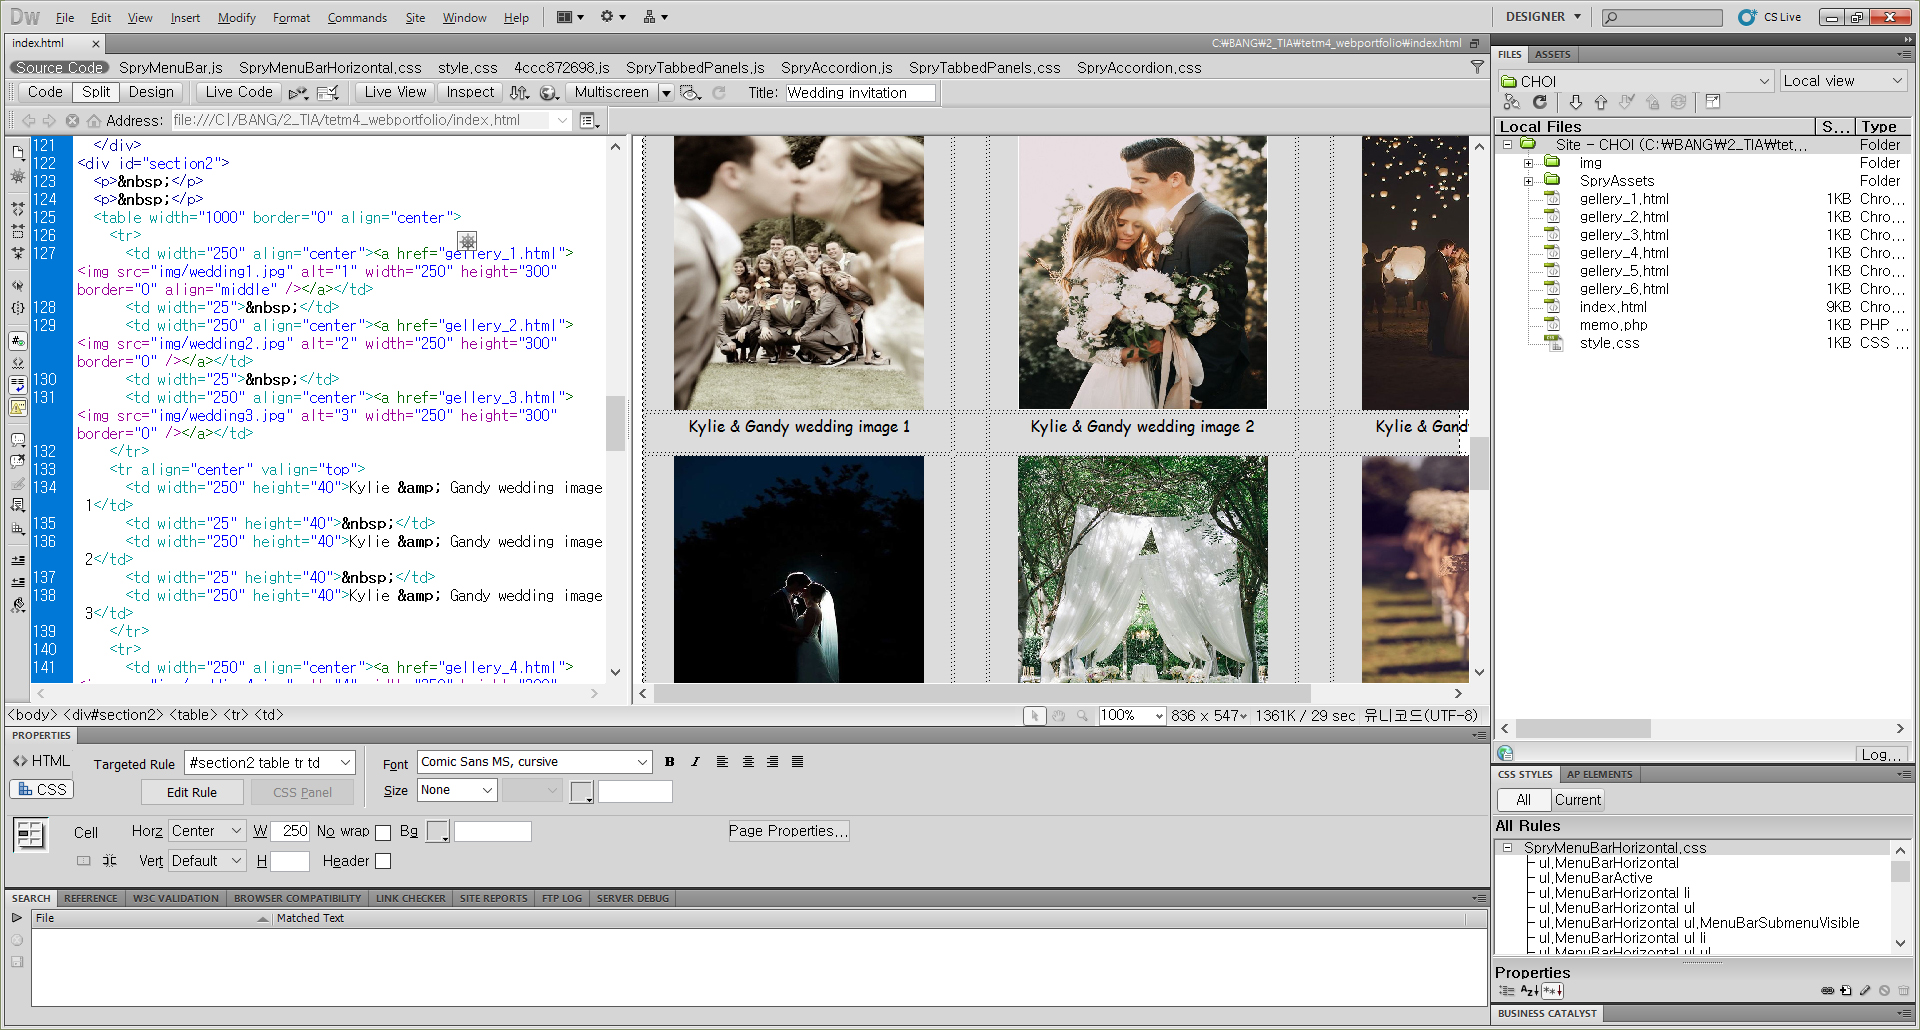 Dw File Edit View Insert Modify Format Commands Site Window Help DESIGNER CS Live
index.html C:₩BANG₩2_TIA₩tetm4_webportfolio₩index.html
Source Code SpryMenuBar.js SpryMenuBarHorizontal.css style.css 4ccc872698.js SpryTabbedPanels.js SpryAccordion.js SpryTabbedPanels.css SpryAccordion.css
Code Split Design Live Code Live View Inspect Multiscreen Title: Wedding invitation
Address: file:///C|/BANG/2_TIA/tetm4_webportfolio/index.html
121 </div>
122 <div id="section2">
123 <p>&nbsp;</p>
124 <p>&nbsp;</p>
125 <table width="1000" border="0" align="center">
126 <tr>
127 <td width="250" align="center"><a href="gellery_1.html">
<img src="img/wedding1.jpg" alt="1" width="250" height="300"
border="0" align="middle" /></a></td>
128 <td width="25">&nbsp;</td>
129 <td width="250" align="center"><a href="gellery_2.html">
<img src="img/wedding2.jpg" alt="2" width="250" height="300"
border="0" /></a></td>
130 <td width="25">&nbsp;</td>
131 <td width="250" align="center"><a href="gellery_3.html">
<img src="img/wedding3.jpg" alt="3" width="250" height="300"
border="0" /></a></td>
132 </tr>
133 <tr align="center" valign="top">
134 <td width="250" height="40">Kylie &amp; Gandy wedding image
1</td>
135 <td width="25" height="40">&nbsp;</td>
136 <td width="250" height="40">Kylie &amp; Gandy wedding image
2</td>
137 <td width="25" height="40">&nbsp;</td>
138 <td width="250" height="40">Kylie &amp; Gandy wedding image
3</td>
139 </tr>
140 <tr>
141 <td width="250" align="center"><a href="gellery_4.html">
Kylie & Gandy wedding image 1
Kylie & Gandy wedding image 2
Kylie & Gand
<body> <div#section2> <table> <tr> <td> 100% 836 x 547 1361K / 29 sec 유니코드(UTF-8)
PROPERTIES
<> HTML
CSS
Targeted Rule #section2 table tr td
Edit Rule CSS Panel
Font Comic Sans MS, cursive B I
Size None
Cell Horz Center W 250 No wrap Bg Page Properties...
Vert Default H Header
SEARCH REFERENCE W3C VALIDATION BROWSER COMPATIBILITY LINK CHECKER SITE REPORTS FTP LOG SERVER DEBUG
File Matched Text
FILES ASSETS
CHOI Local view
Local Files S... Type
Site - CHOI (C:₩BANG₩2_TIA₩tet... Folder
img Folder
SpryAssets Folder
gellery_1.html 1KB Chro...
gellery_2.html 1KB Chro...
gellery_3.html 1KB Chro...
gellery_4.html 1KB Chro...
gellery_5.html 1KB Chro...
gellery_6.html 1KB Chro...
index.html 9KB Chro...
memo.php 1KB PHP ...
style.css 1KB CSS ...
Log...
CSS STYLES AP ELEMENTS
All Current
All Rules
SpryMenuBarHorizontal.css
ul.MenuBarHorizontal
ul.MenuBarActive
ul.MenuBarHorizontal li
ul.MenuBarHorizontal ul
ul.MenuBarHorizontal ul.MenuBarSubmenuVisible
ul.MenuBarHorizontal ul li
ul.MenuBarHorizontal ul ul
Properties
BUSINESS CATALYST